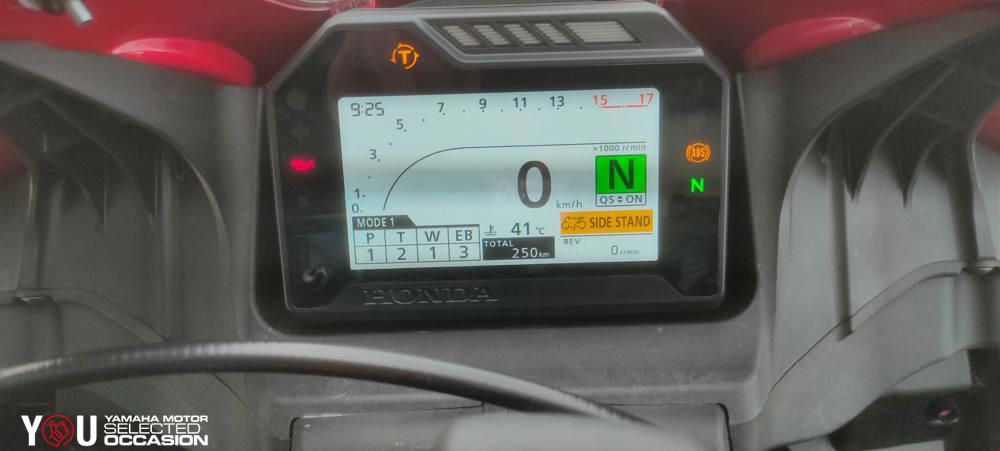 T
9:25
0. 1. 3. 5. 7. 9. 11. 13. 15 17
×1000 r/min
ABS
0 km/h
N
N
QS ON
SIDE STAND
MODE 1
P T W EB
1 2 1 3
41 °C
TOTAL
250 km
REV
0 r/min
HONDA
YOU
YAMAHA MOTOR
SELECTED
OCCASION